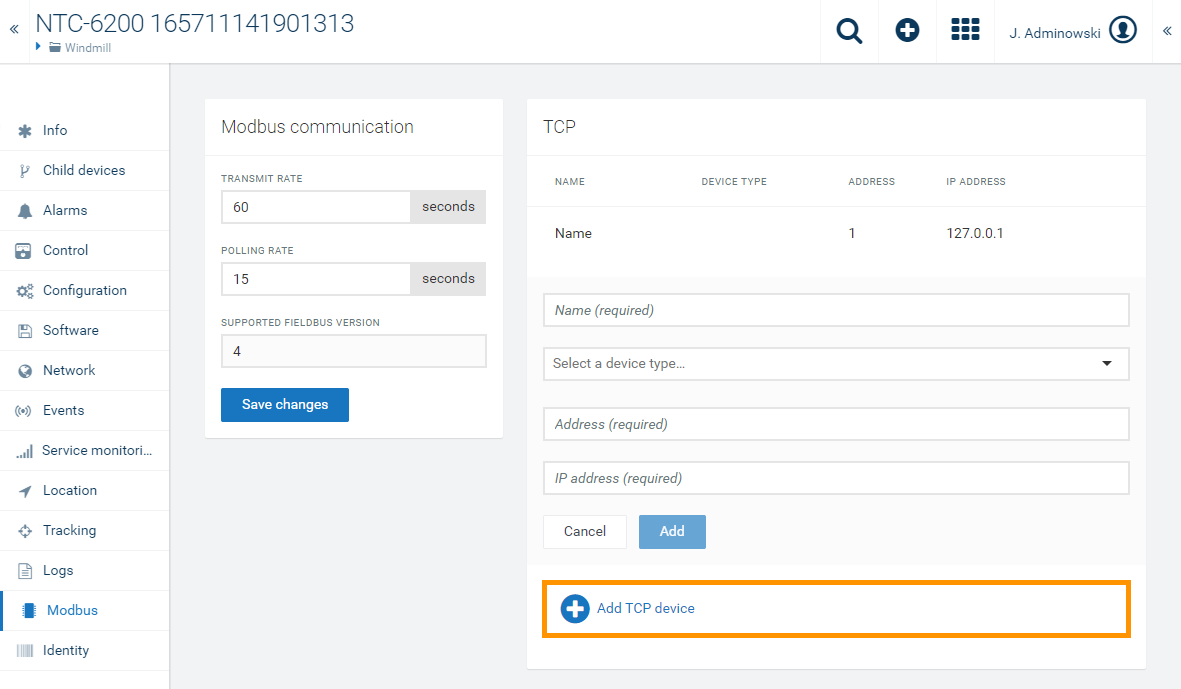 «
NTC-6200 165711141901313
Windmill
J. Adminowski
«
Info
Child devices
Alarms
Control
Configuration
Software
Network
Events
Service monitori...
Location
Tracking
Logs
Modbus
Identity
Modbus communication
TRANSMIT RATE
60 seconds
POLLING RATE
15 seconds
SUPPORTED FIELDBUS VERSION
4
Save changes
TCP
NAME DEVICE TYPE ADDRESS IP ADDRESS
Name 1 127.0.0.1
Name (required)
Select a device type...
Address (required)
IP address (required)
Cancel Add
Add TCP device